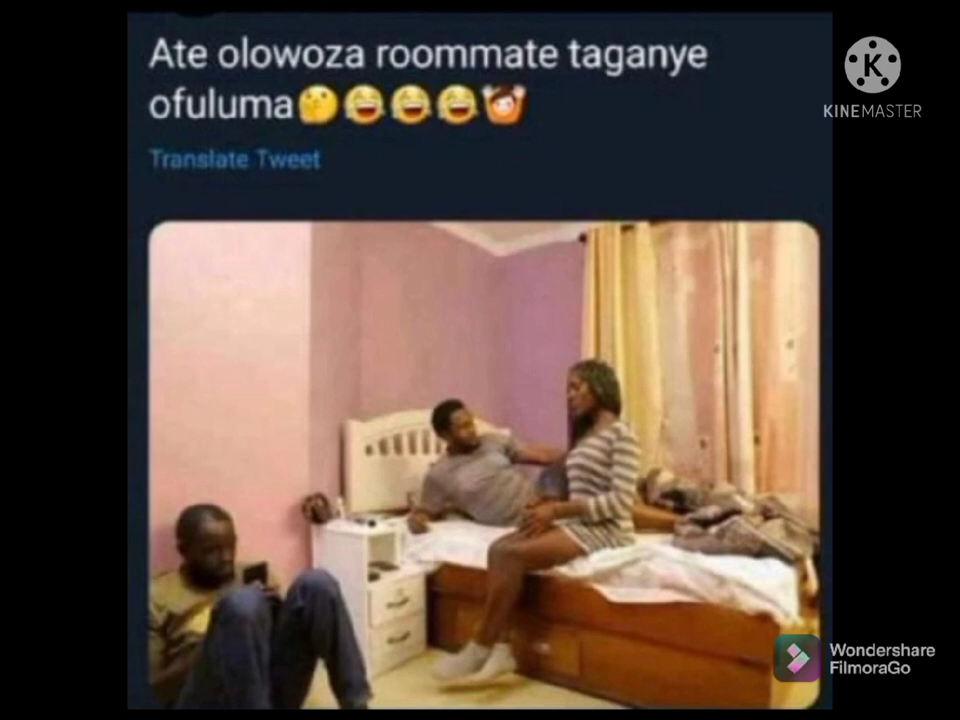 Ate olowoza roommate taganye
ofuluma🤔😂😂😂🙌
Translate Tweet
K
KINEMASTER
Wondershare
FilmoraGo